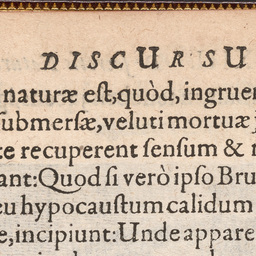 DISCURSU
naturæ est, quòd, ingruen
ſubmerſæ, veluti mortuæ
te recuperent ſenſum &
ant: Quod ſi verò ipſo Bru
eu hypocauſtum calidum
e, incipiunt: Unde appare